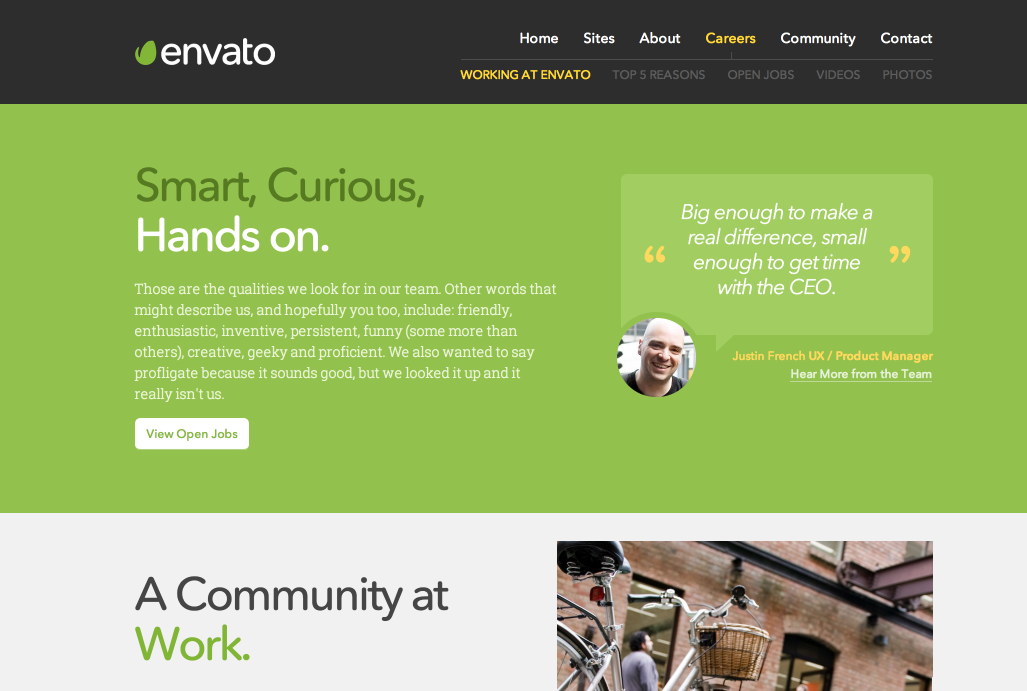 envato
Home Sites About Careers Community Contact
WORKING AT ENVATO TOP 5 REASONS OPEN JOBS VIDEOS PHOTOS
Smart, Curious,
Hands on.
Those are the qualities we look for in our team. Other words that
might describe us, and hopefully you too, include: friendly,
enthusiastic, inventive, persistent, funny (some more than
others), creative, geeky and proficient. We also wanted to say
profligate because it sounds good, but we looked it up and it
really isn't us.
View Open Jobs
“ Big enough to make a
real difference, small
enough to get time
with the CEO. ”
Justin French UX / Product Manager
Hear More from the Team
A Community at
Work.